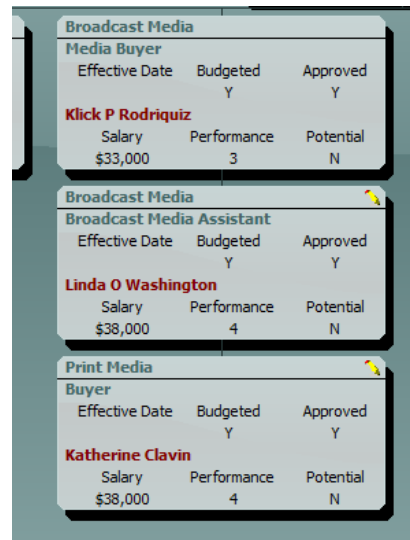 Broadcast Media
Media Buyer
Effective Date Budgeted Approved
Y Y
Klick P Rodriquiz
Salary Performance Potential
$33,000 3 N
Broadcast Media
Broadcast Media Assistant
Effective Date Budgeted Approved
Y Y
Linda O Washington
Salary Performance Potential
$38,000 4 N
Print Media
Buyer
Effective Date Budgeted Approved
Y Y
Katherine Clavin
Salary Performance Potential
$38,000 4 N